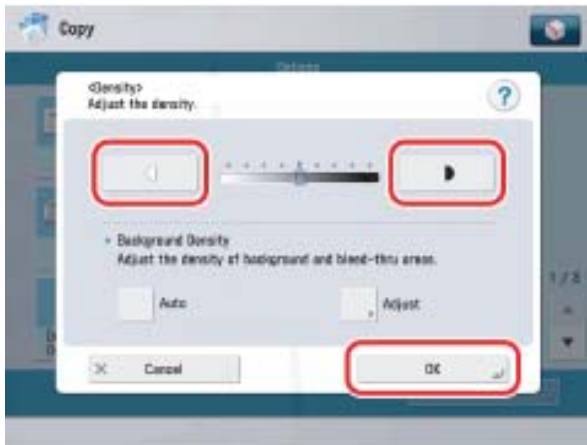 Copy
Options
<Density>
Adjust the density.
?
Background Density
Adjust the density of background and bleed-thru areas.
Auto
Adjust
1/3
Cancel
OK